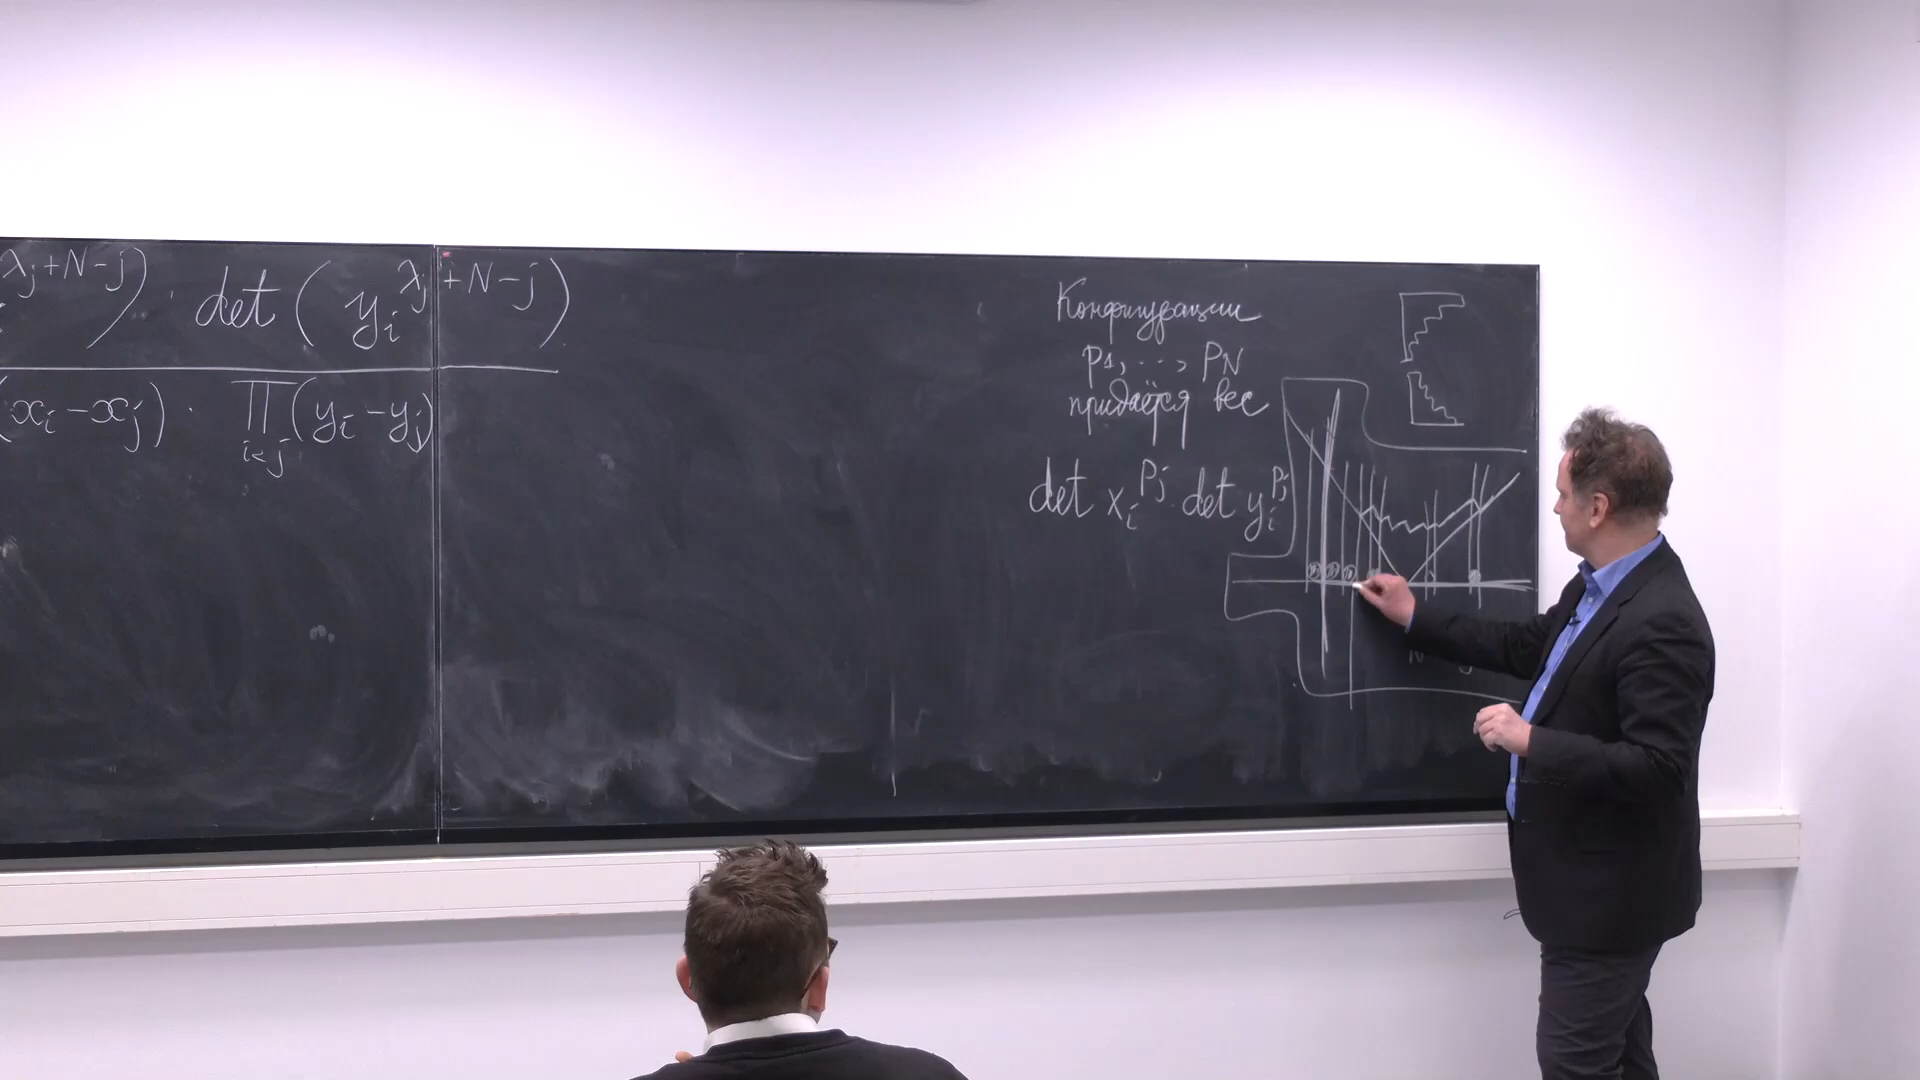 λj+N-j) · det ( yi^λj+N-j )
(xi-xj) · ∏i<j (yi-yj)
Конфигурации
p1, ..., pN
придаётся вес
det xi^pj · det yi^pj
N